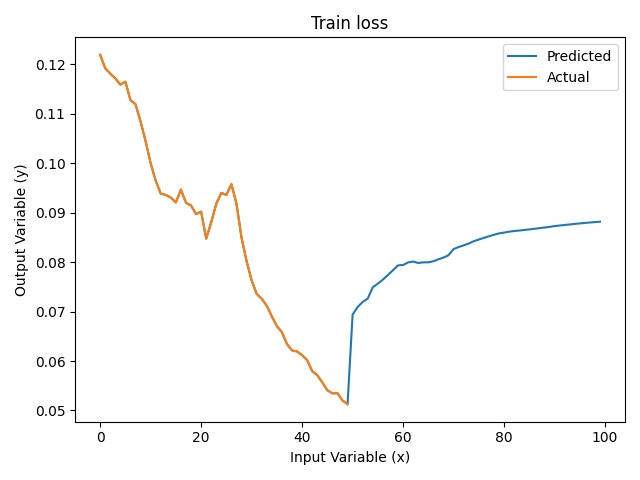 Train loss
Predicted
Actual
Output Variable (y)
0.12
0.11
0.10
0.09
0.08
0.07
0.06
0.05
0
20
40
60
80
100
Input Variable (x)